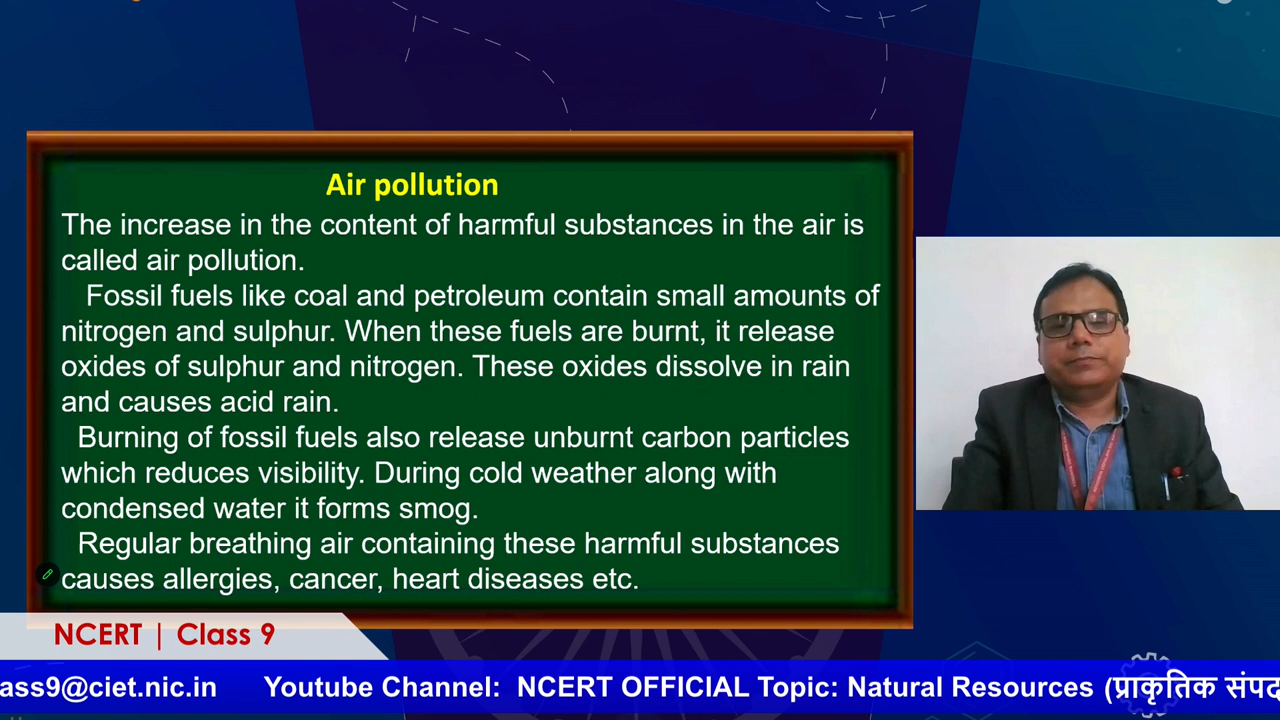 Air pollution
The increase in the content of harmful substances in the air is
called air pollution.
Fossil fuels like coal and petroleum contain small amounts of
nitrogen and sulphur. When these fuels are burnt, it release
oxides of sulphur and nitrogen. These oxides dissolve in rain
and causes acid rain.
Burning of fossil fuels also release unburnt carbon particles
which reduces visibility. During cold weather along with
condensed water it forms smog.
Regular breathing air containing these harmful substances
causes allergies, cancer, heart diseases etc.
NCERT | Class 9
ass9@ciet.nic.in Youtube Channel: NCERT OFFICIAL Topic: Natural Resources (प्राकृतिक संपद